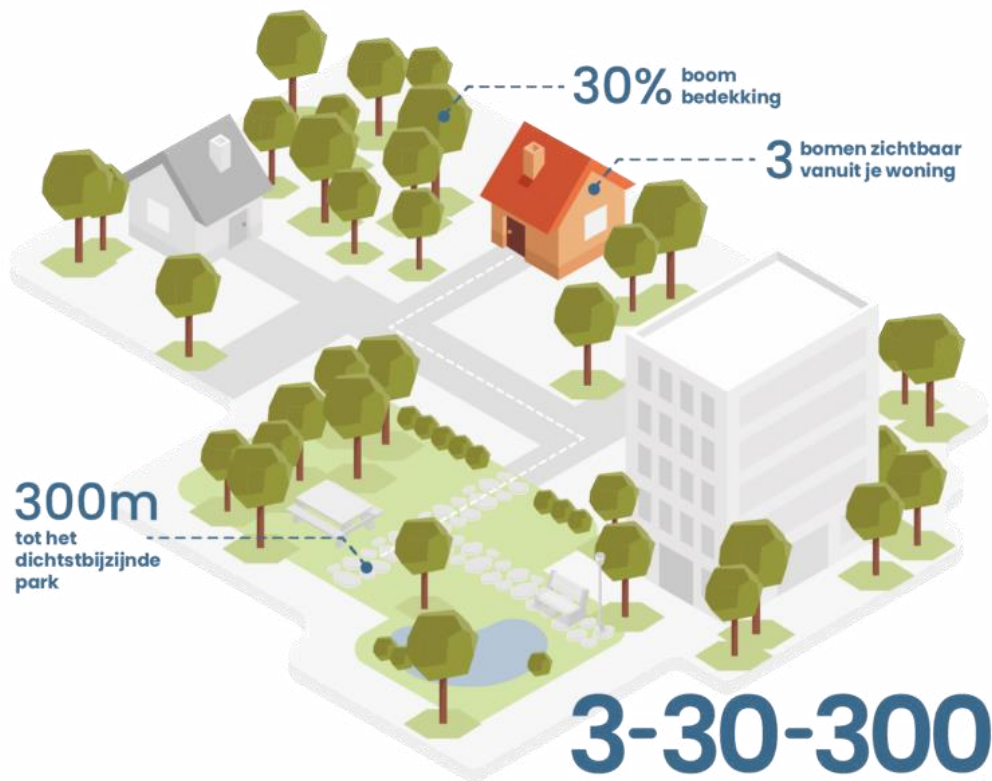 30% boom
bedekking
3 bomen zichtbaar
vanuit je woning
300m
tot het
dichtstbijzijnde
park
3-30-300